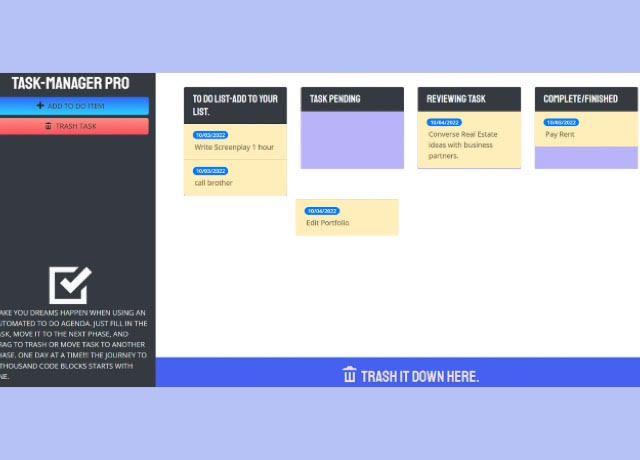 TASK-MANAGER PRO
ADD TO DO ITEM
TRASH TASK
AKE YOU DREAMS HAPPEN WHEN USING AN
UTOMATED TO DO AGENDA. JUST FILL IN THE
ASK, MOVE IT TO THE NEXT PHASE, AND
RAG TO TRASH OR MOVE TASK TO ANOTHER
HASE. ONE DAY AT A TIME!!! THE JOURNEY TO
THOUSAND CODE BLOCKS STARTS WITH
NE.
TO DO LIST-ADD TO YOUR
LIST.
10/03/2022
Write Screenplay 1 hour
10/03/2022
call brother
TASK PENDING
10/04/2022
Edit Portfolio
REVIEWING TASK
10/04/2022
Converse Real Estate
ideas with business
partners.
COMPLETE/FINISHED
10/03/2022
Pay Rent
TRASH IT DOWN HERE.